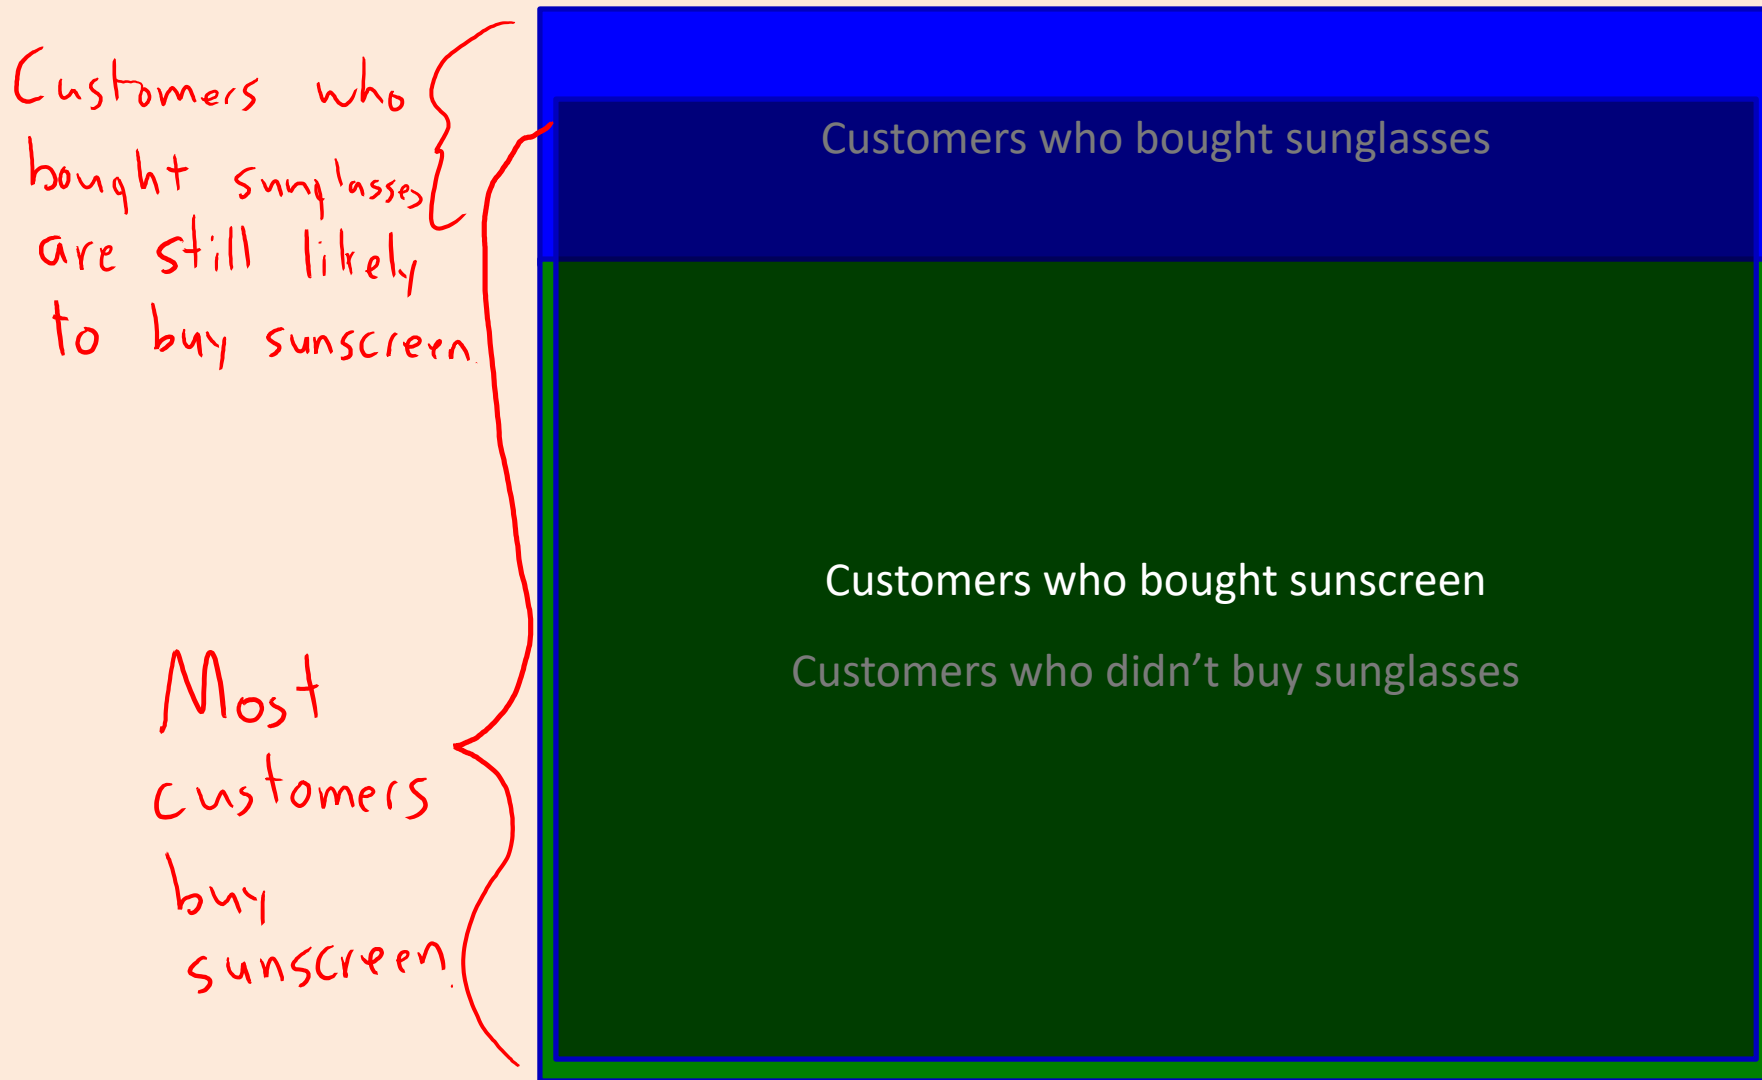 Customers who
bought sunglasses
are still likely
to buy sunscreen.
Most
customers
buy
sunscreen.
Customers who bought sunglasses
Customers who bought sunscreen
Customers who didn’t buy sunglasses